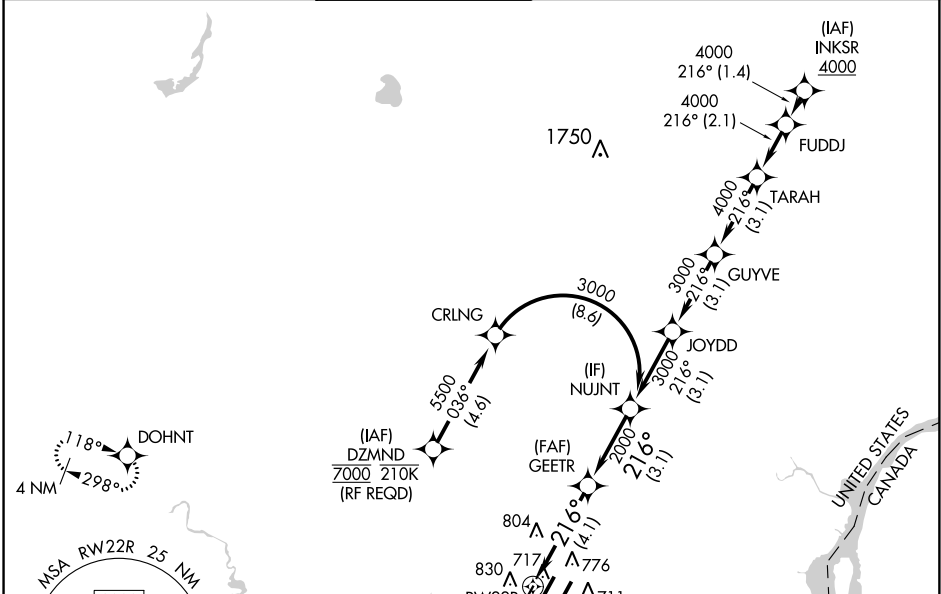 (IAF)
INKSR
4000
4000
216° (1.4)
4000
216° (2.1)
FUDDJ
1750
TARAH
4000
216°
(3.1)
GUYVE
3000
216°
(3.1)
3000
(8.6)
CRLNG
JOYDD
3000
216°
(3.1)
(IF)
NUJNT
5500
036°
(4.6)
(IAF)
DZMND
7000 210K
(RF REQD)
2000
216°
(3.1)
(FAF)
GEETR
118°
DOHNT
298°
4 NM
UNITED STATES
CANADA
216°
(4.1)
804
717
776
830
MSA RW22R 25 NM
711